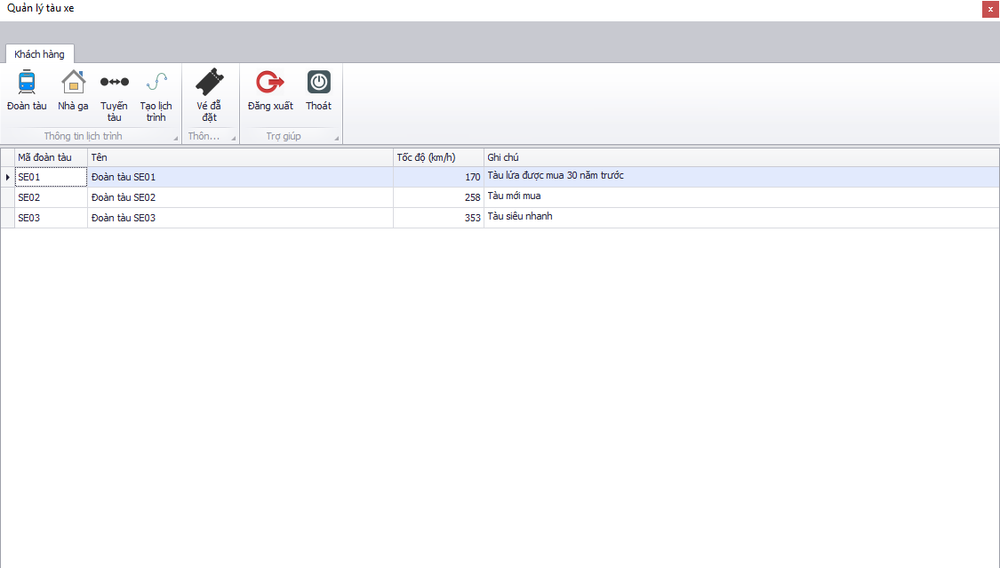 Quản lý tàu xe
x
Khách hàng
Đoàn tàu
Nhà ga
Tuyến
tàu
Tạo lịch
trình
Vé đẫ
đặt
Đăng xuất
Thoát
Thông tin lịch trình
Thôn...
Trợ giúp
Mã đoàn tàu Tên Tốc độ (km/h) Ghi chú
SE01 Đoàn tàu SE01 170 Tàu lửa được mua 30 năm trước
SE02 Đoàn tàu SE02 258 Tàu mới mua
SE03 Đoàn tàu SE03 353 Tàu siêu nhanh